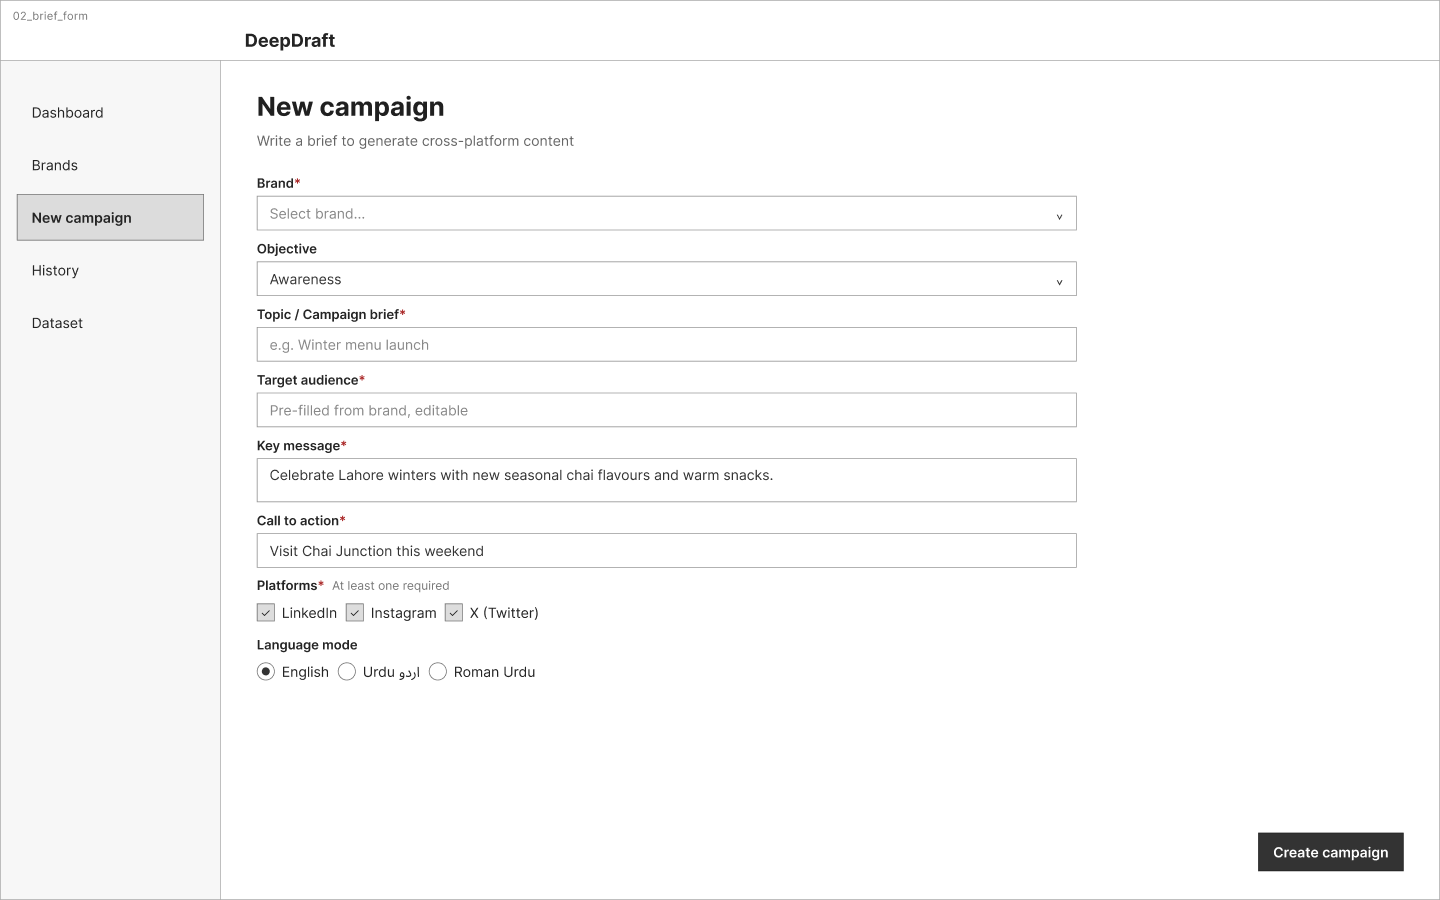 02_brief_form
DeepDraft
Dashboard
Brands
New campaign
History
Dataset
New campaign
Write a brief to generate cross-platform content
Brand*
Select brand...
Objective
Awareness
Topic / Campaign brief*
e.g. Winter menu launch
Target audience*
Pre-filled from brand, editable
Key message*
Celebrate Lahore winters with new seasonal chai flavours and warm snacks.
Call to action*
Visit Chai Junction this weekend
Platforms* At least one required
LinkedIn Instagram X (Twitter)
Language mode
English Urdu اردو Roman Urdu
Create campaign